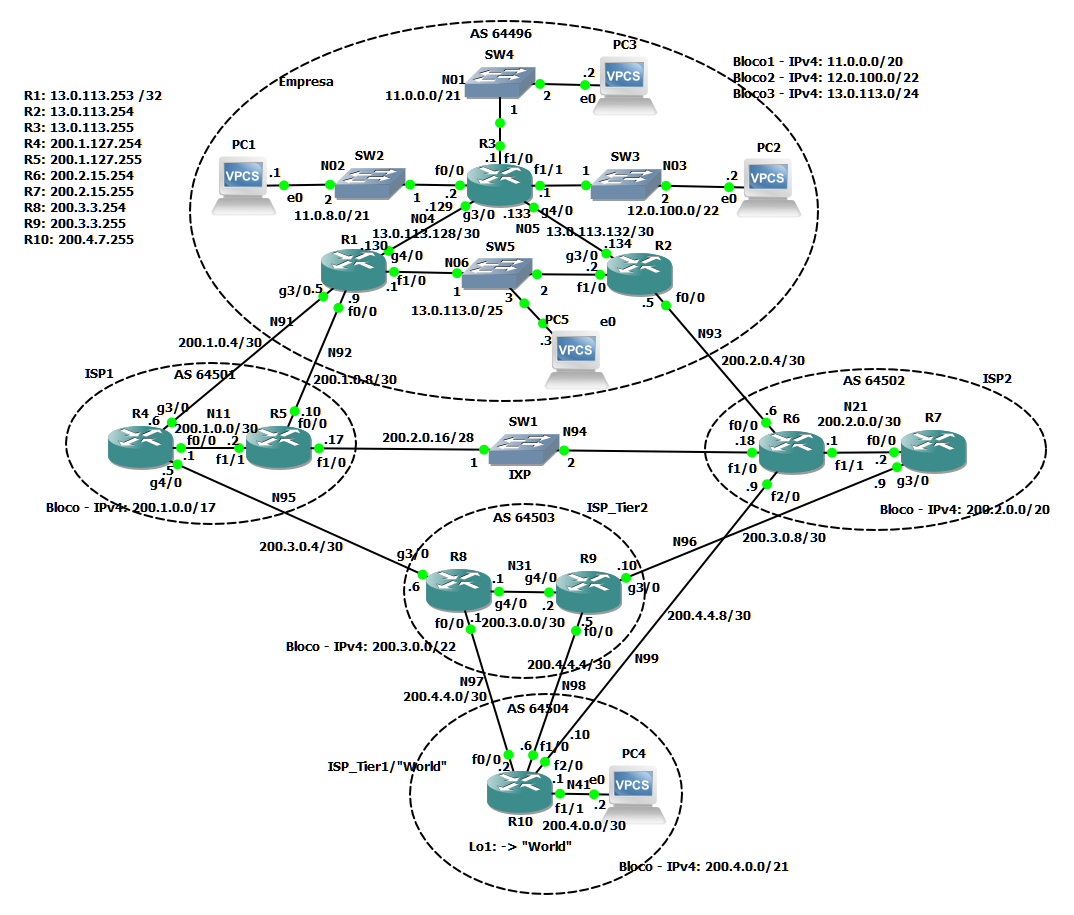 AS 64496
PC3
SW4
Bloco1 - IPv4: 11.0.0.0/20
Bloco2 - IPv4: 12.0.100.0/22
Bloco3 - IPv4: 13.0.113.0/24
Empresa
N01
.2
VPCS
11.0.0.0/21
2
e0
1
R1: 13.0.113.253 /32
R2: 13.0.113.254
R3: 13.0.113.255
R4: 200.1.127.254
R5: 200.1.127.255
R6: 200.2.15.254
R7: 200.2.15.255
R8: 200.3.3.254
R9: 200.3.3.255
R10: 200.4.7.255
PC1
SW2
R3
SW3
PC2
VPCS
.1
N02
f0/0
.1
f1/0
f1/1
1
N03
.2
VPCS
e0
2
11.0.8.0/21
1
.2
.1
2
e0
12.0.100.0/22
.129
g3/0
.133
g4/0
N04
13.0.113.128/30
N05
13.0.113.132/30
R1
.130
g4/0
SW5
.134
g3/0
R2
N06
.1
f1/0
1
3
2
.2
f1/0
g3/0
.5
.9
f0/0
13.0.113.0/25
.5
f0/0
PC5
e0
.3
VPCS
N91
200.1.0.4/30
N92
200.1.0.8/30
N93
200.2.0.4/30
ISP1
AS 64501
AS 64502
ISP2
R4
g3/0
.6
N11
200.1.0.0/30
R5
.10
f0/0
f0/0
.1
.2
f1/1
.17
f1/0
200.2.0.16/28
SW1
N94
1
2
IXP
.6
f0/0
R6
N21
200.2.0.0/30
R7
.18
f1/0
.1
f1/1
f0/0
.2
.5
g4/0
.9
f2/0
.9
g3/0
Bloco - IPv4: 200.1.0.0/17
Bloco - IPv4: 200.2.0.0/20
N95
200.3.0.4/30
ISP_Tier2
AS 64503
N96
200.3.0.8/30
g3/0
.6
R8
N31
R9
.10
g3/0
.1
g4/0
g4/0
.2
200.3.0.0/30
f0/0
.1
.5
f0/0
200.4.4.8/30
Bloco - IPv4: 200.3.0.0/22
N97
200.4.4.0/30
200.4.4.4/30
N98
N99
AS 64504
ISP_Tier1/"World"
f0/0
.2
.6
f1/0
.10
f2/0
PC4
VPCS
.1
N41
e0
.2
f1/1
200.4.0.0/30
R10
Lo1: -> "World"
Bloco - IPv4: 200.4.0.0/21